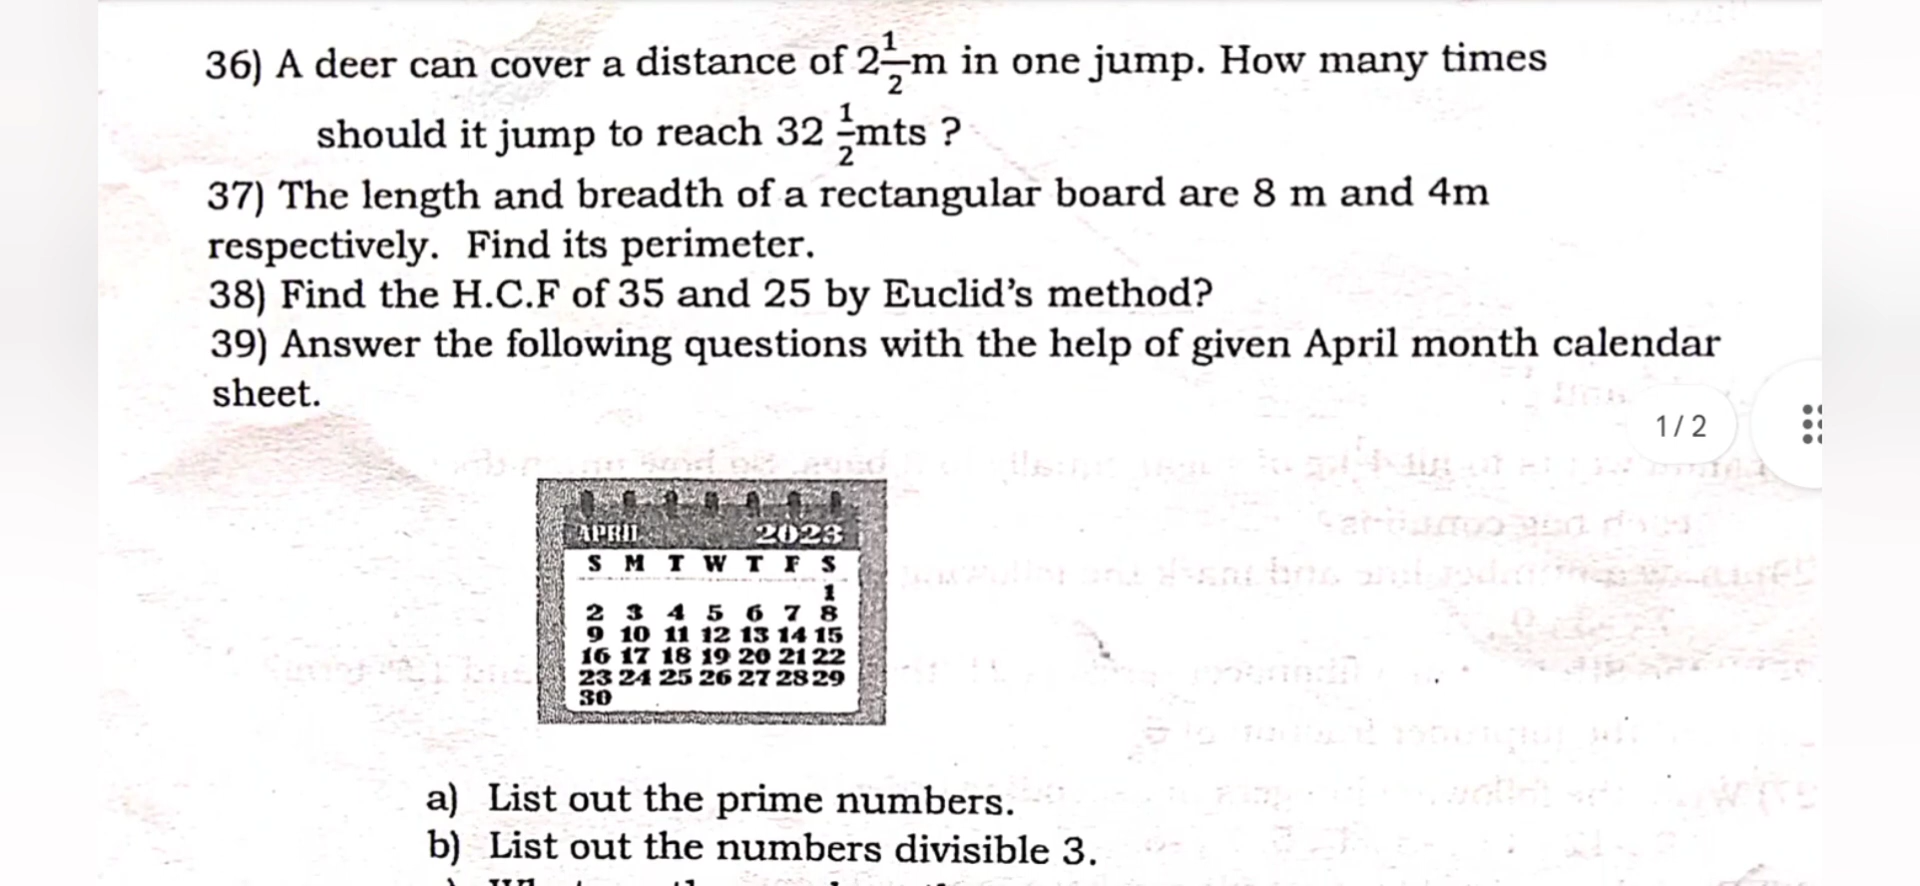 36) A deer can cover a distance of 2½m in one jump. How many times
should it jump to reach 32 ½mts ?
37) The length and breadth of a rectangular board are 8 m and 4m
respectively. Find its perimeter.
38) Find the H.C.F of 35 and 25 by Euclid's method?
39) Answer the following questions with the help of given April month calendar
sheet.
1/2
APRIL 2023
S M T W T F S
1
2 3 4 5 6 7 8
9 10 11 12 13 14 15
16 17 18 19 20 21 22
23 24 25 26 27 28 29
30
a) List out the prime numbers.
b) List out the numbers divisible 3.